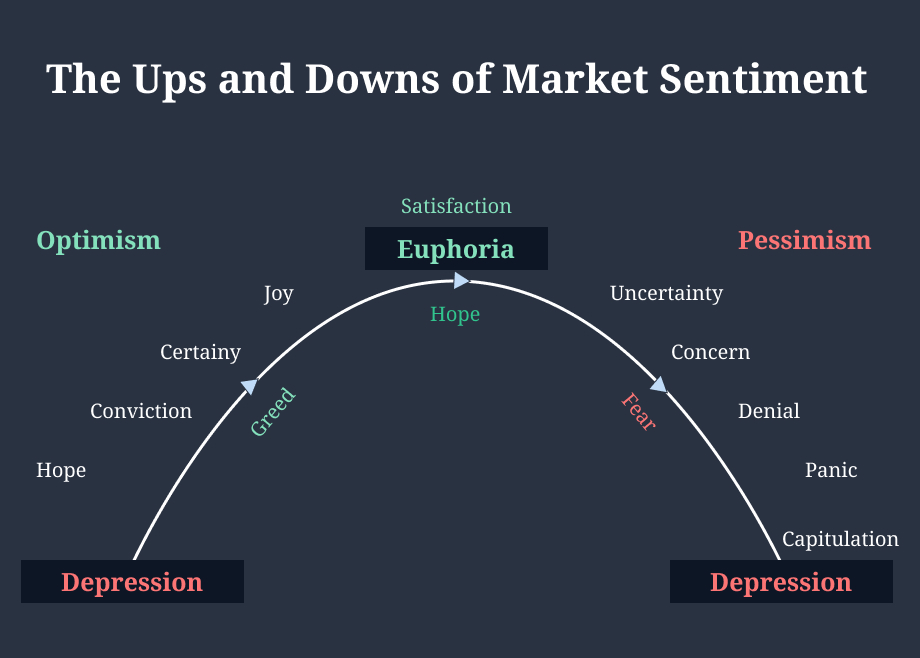 The Ups and Downs of Market Sentiment
Satisfaction
Optimism
Euphoria
Pessimism
Joy
Hope
Uncertainty
Certainy
Concern
Conviction
Greed
Fear
Denial
Hope
Panic
Capitulation
Depression
Depression